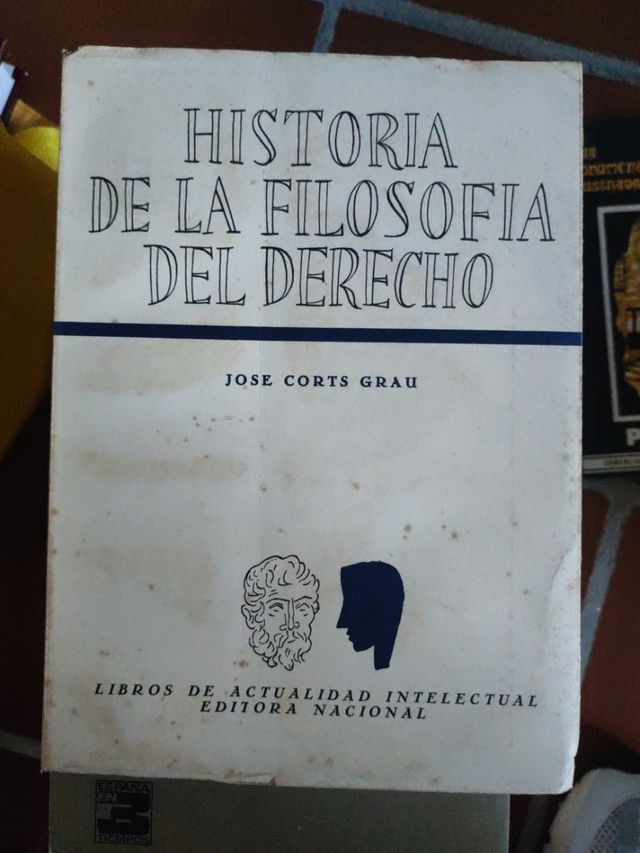 HISTORIA
DE LA FILOSOFIA
DEL DERECHO
JOSE CORTS GRAU
LIBROS DE ACTUALIDAD INTELECTUAL
EDITORA NACIONAL
ESPAÑA
EN
3
TIEMPOS